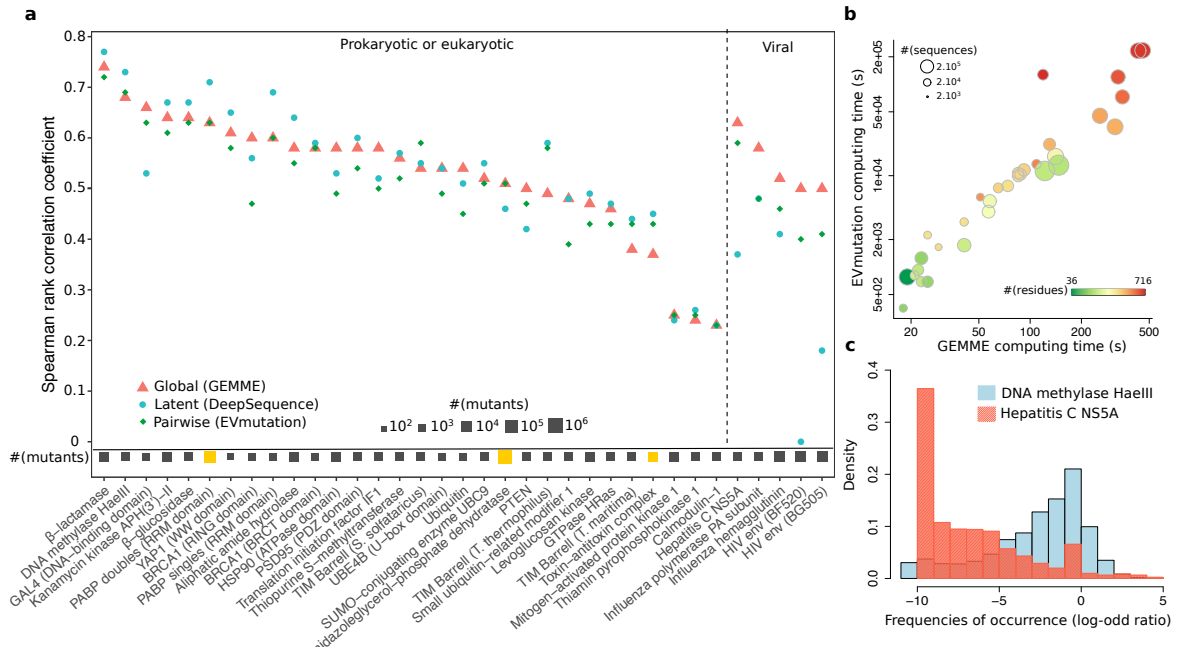 a
Prokaryotic or eukaryotic
Viral
Spearman rank correlation coefficient
0.8
0.7
0.6
0.5
0.4
0.3
0.2
0.1
0
Global (GEMME)
Latent (DeepSequence)
Pairwise (EVmutation)
#(mutants)
10² 10³ 10⁴ 10⁵ 10⁶
#(mutants)
β−lactamase
DNA methylase HaeIII
GAL4 (DNA−binding domain)
Kanamycin kinase APH(3')−II
β−glucosidase
PABP doubles (RRM domain)
YAP1 (WW domain)
BRCA1 (RING domain)
PABP singles (RRM domain)
Aliphatic amide hydrolase
BRCA1 (BRCT domain)
HSP90 (ATPase domain)
PSD95 (PDZ domain)
Translation initiation factor IF1
Thiopurine S−methyltransferase
TIM Barrell (S. solfataricus)
UBE4B (U−box domain)
Ubiquitin
SUMO−conjugating enzyme UBC9
idazoleglycerol−phosphate dehydratase
PTEN
TIM Barrell (T. thermophilus)
Small ubiquitin−related modifier 1
Levoglucosan kinase
GTPase HRas
TIM Barrell (T. maritima)
Toxin−antitoxin complex
Mitogen−activated protein kinase 1
Thiamin pyrophosphokinase 1
Calmodulin−1
Hepatitis C NS5A
Influenza polymerase PA subunit
Influenza hemagglutinin
HIV env (BF520)
HIV env (BG505)
b
EVmutation computing time (s)
2e+05
5e+04
1e+04
2e+03
5e+02
#(sequences)
2.10⁵
2.10⁴
2.10³
#(residues)
36 716
20 50 100 200 500
GEMME computing time (s)
c
Density
0.4
0.3
0.2
0.1
0.0
DNA methylase HaeIII
Hepatitis C NS5A
−10 −5 0 5
Frequencies of occurrence (log-odd ratio)